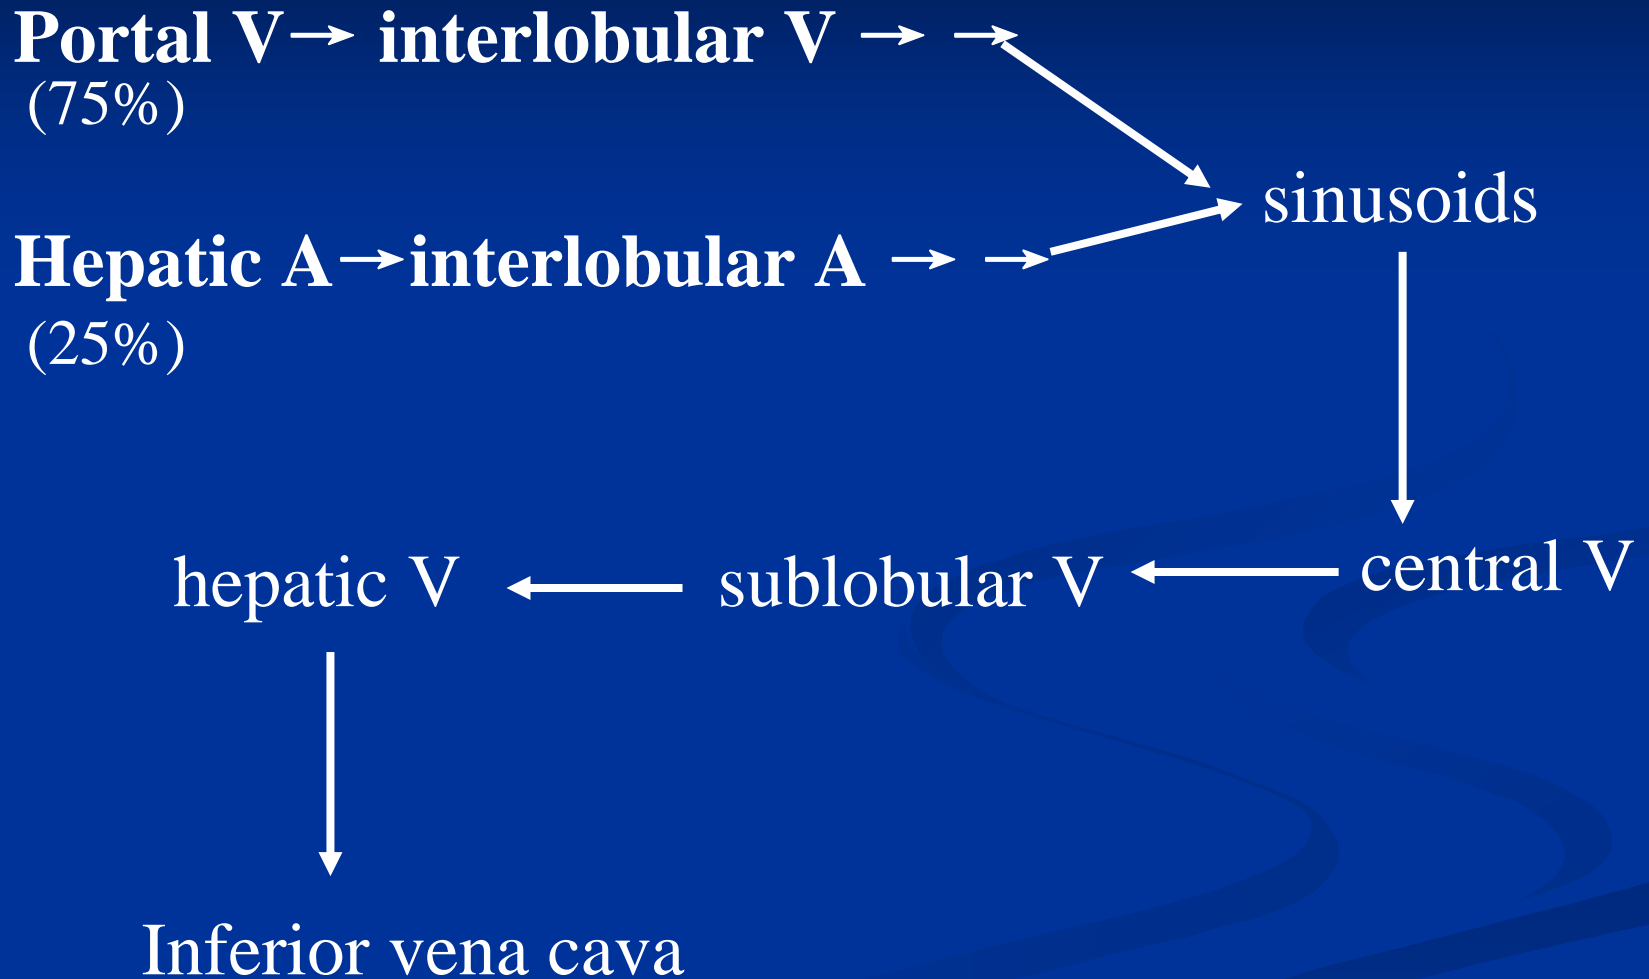 Portal V→ interlobular V → →
(75%)
sinusoids
Hepatic A→interlobular A → →
(25%)
central V
sublobular V
hepatic V
Inferior vena cava